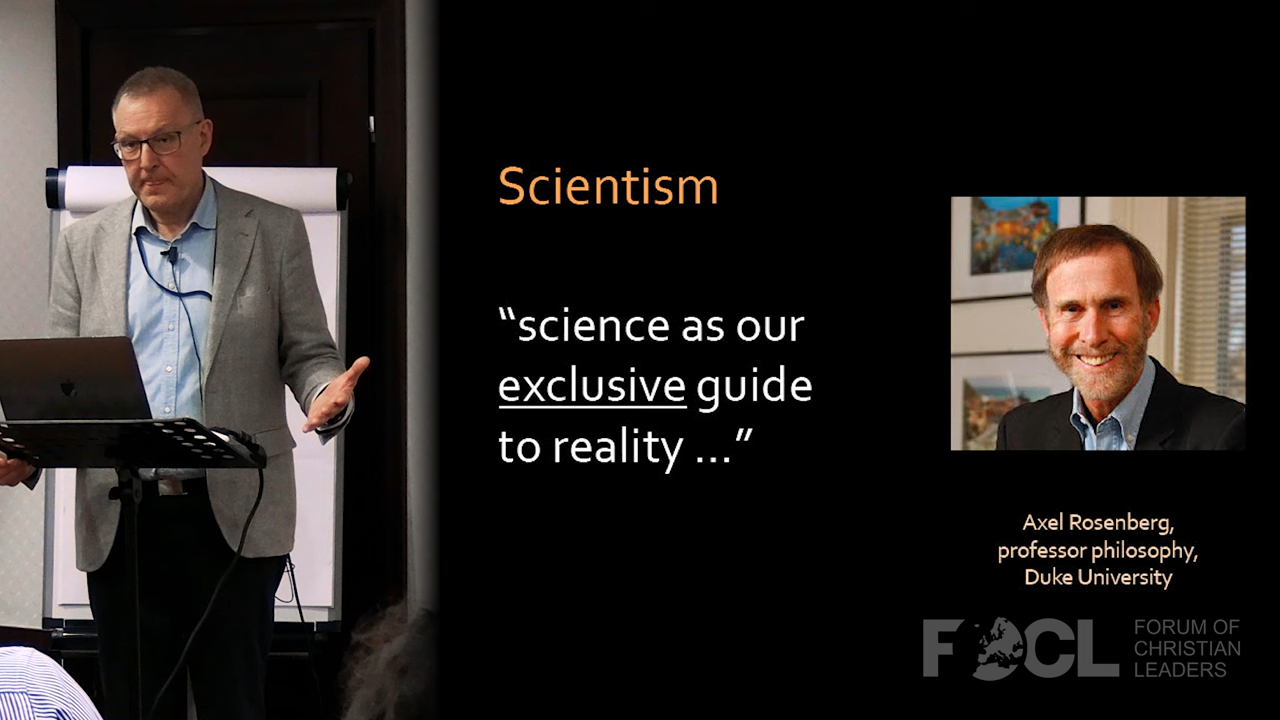 Scientism
“science as our
exclusive guide
to reality ...”
Axel Rosenberg,
professor philosophy,
Duke University
FOCL
FORUM OF
CHRISTIAN
LEADERS